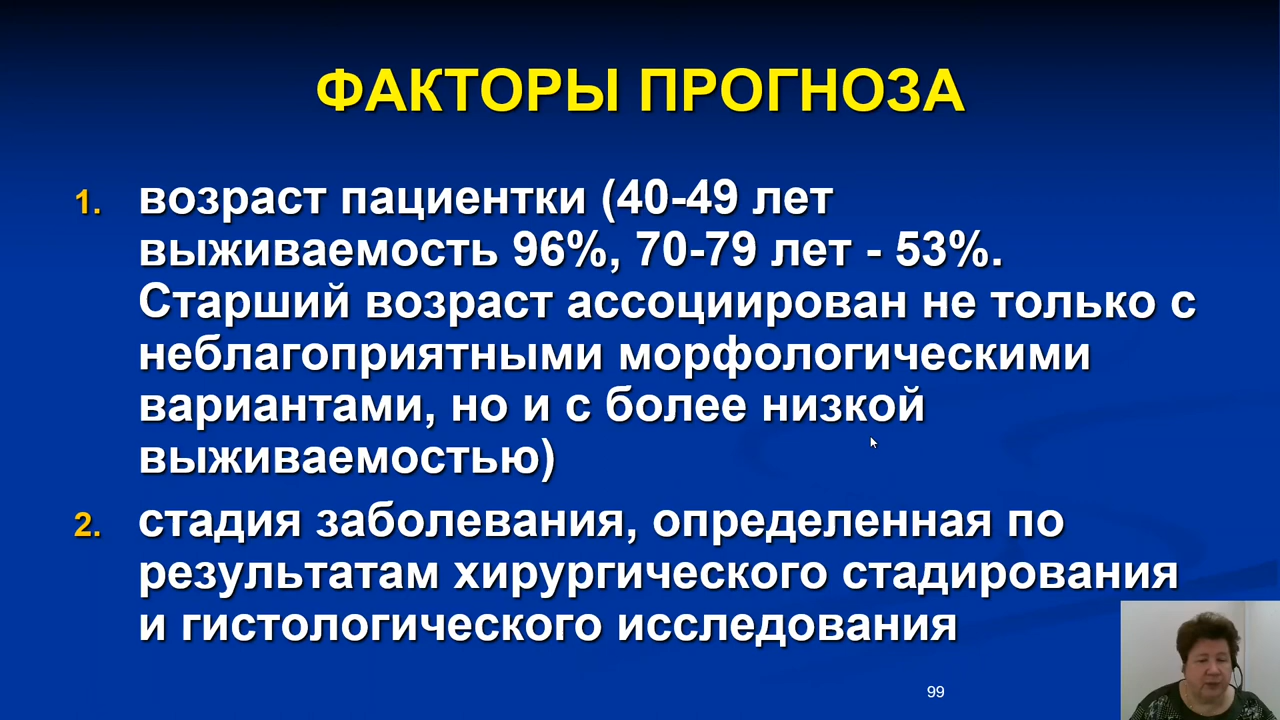 ФАКТОРЫ ПРОГНОЗА
1. возраст пациентки (40-49 лет
выживаемость 96%, 70-79 лет - 53%.
Старший возраст ассоциирован не только с
неблагоприятными морфологическими
вариантами, но и с более низкой
выживаемостью)
2. стадия заболевания, определенная по
результатам хирургического стадирования
и гистологического исследования
99